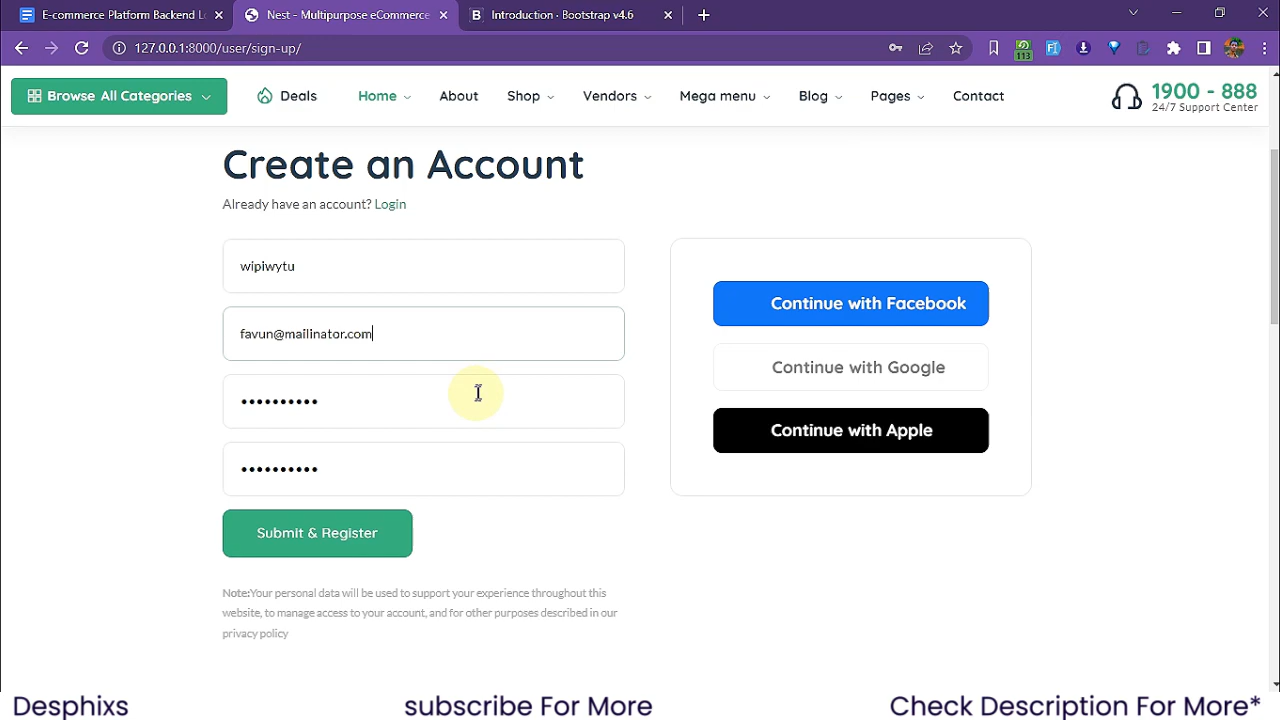 E-commerce Platform Backend Lo
Nest - Multipurpose eCommerce
Introduction · Bootstrap v4.6
127.0.0.1:8000/user/sign-up/
113
Browse All Categories
Deals
Home
About
Shop
Vendors
Mega menu
Blog
Pages
Contact
1900 - 888
24/7 Support Center
Create an Account
Already have an account? Login
wipiwytu
favun@mailinator.com
••••••••••
••••••••••
Submit & Register
Continue with Facebook
Continue with Google
Continue with Apple
Note:Your personal data will be used to support your experience throughout this
website, to manage access to your account, and for other purposes described in our
privacy policy
Desphixs
subscribe For More
Check Description For More*